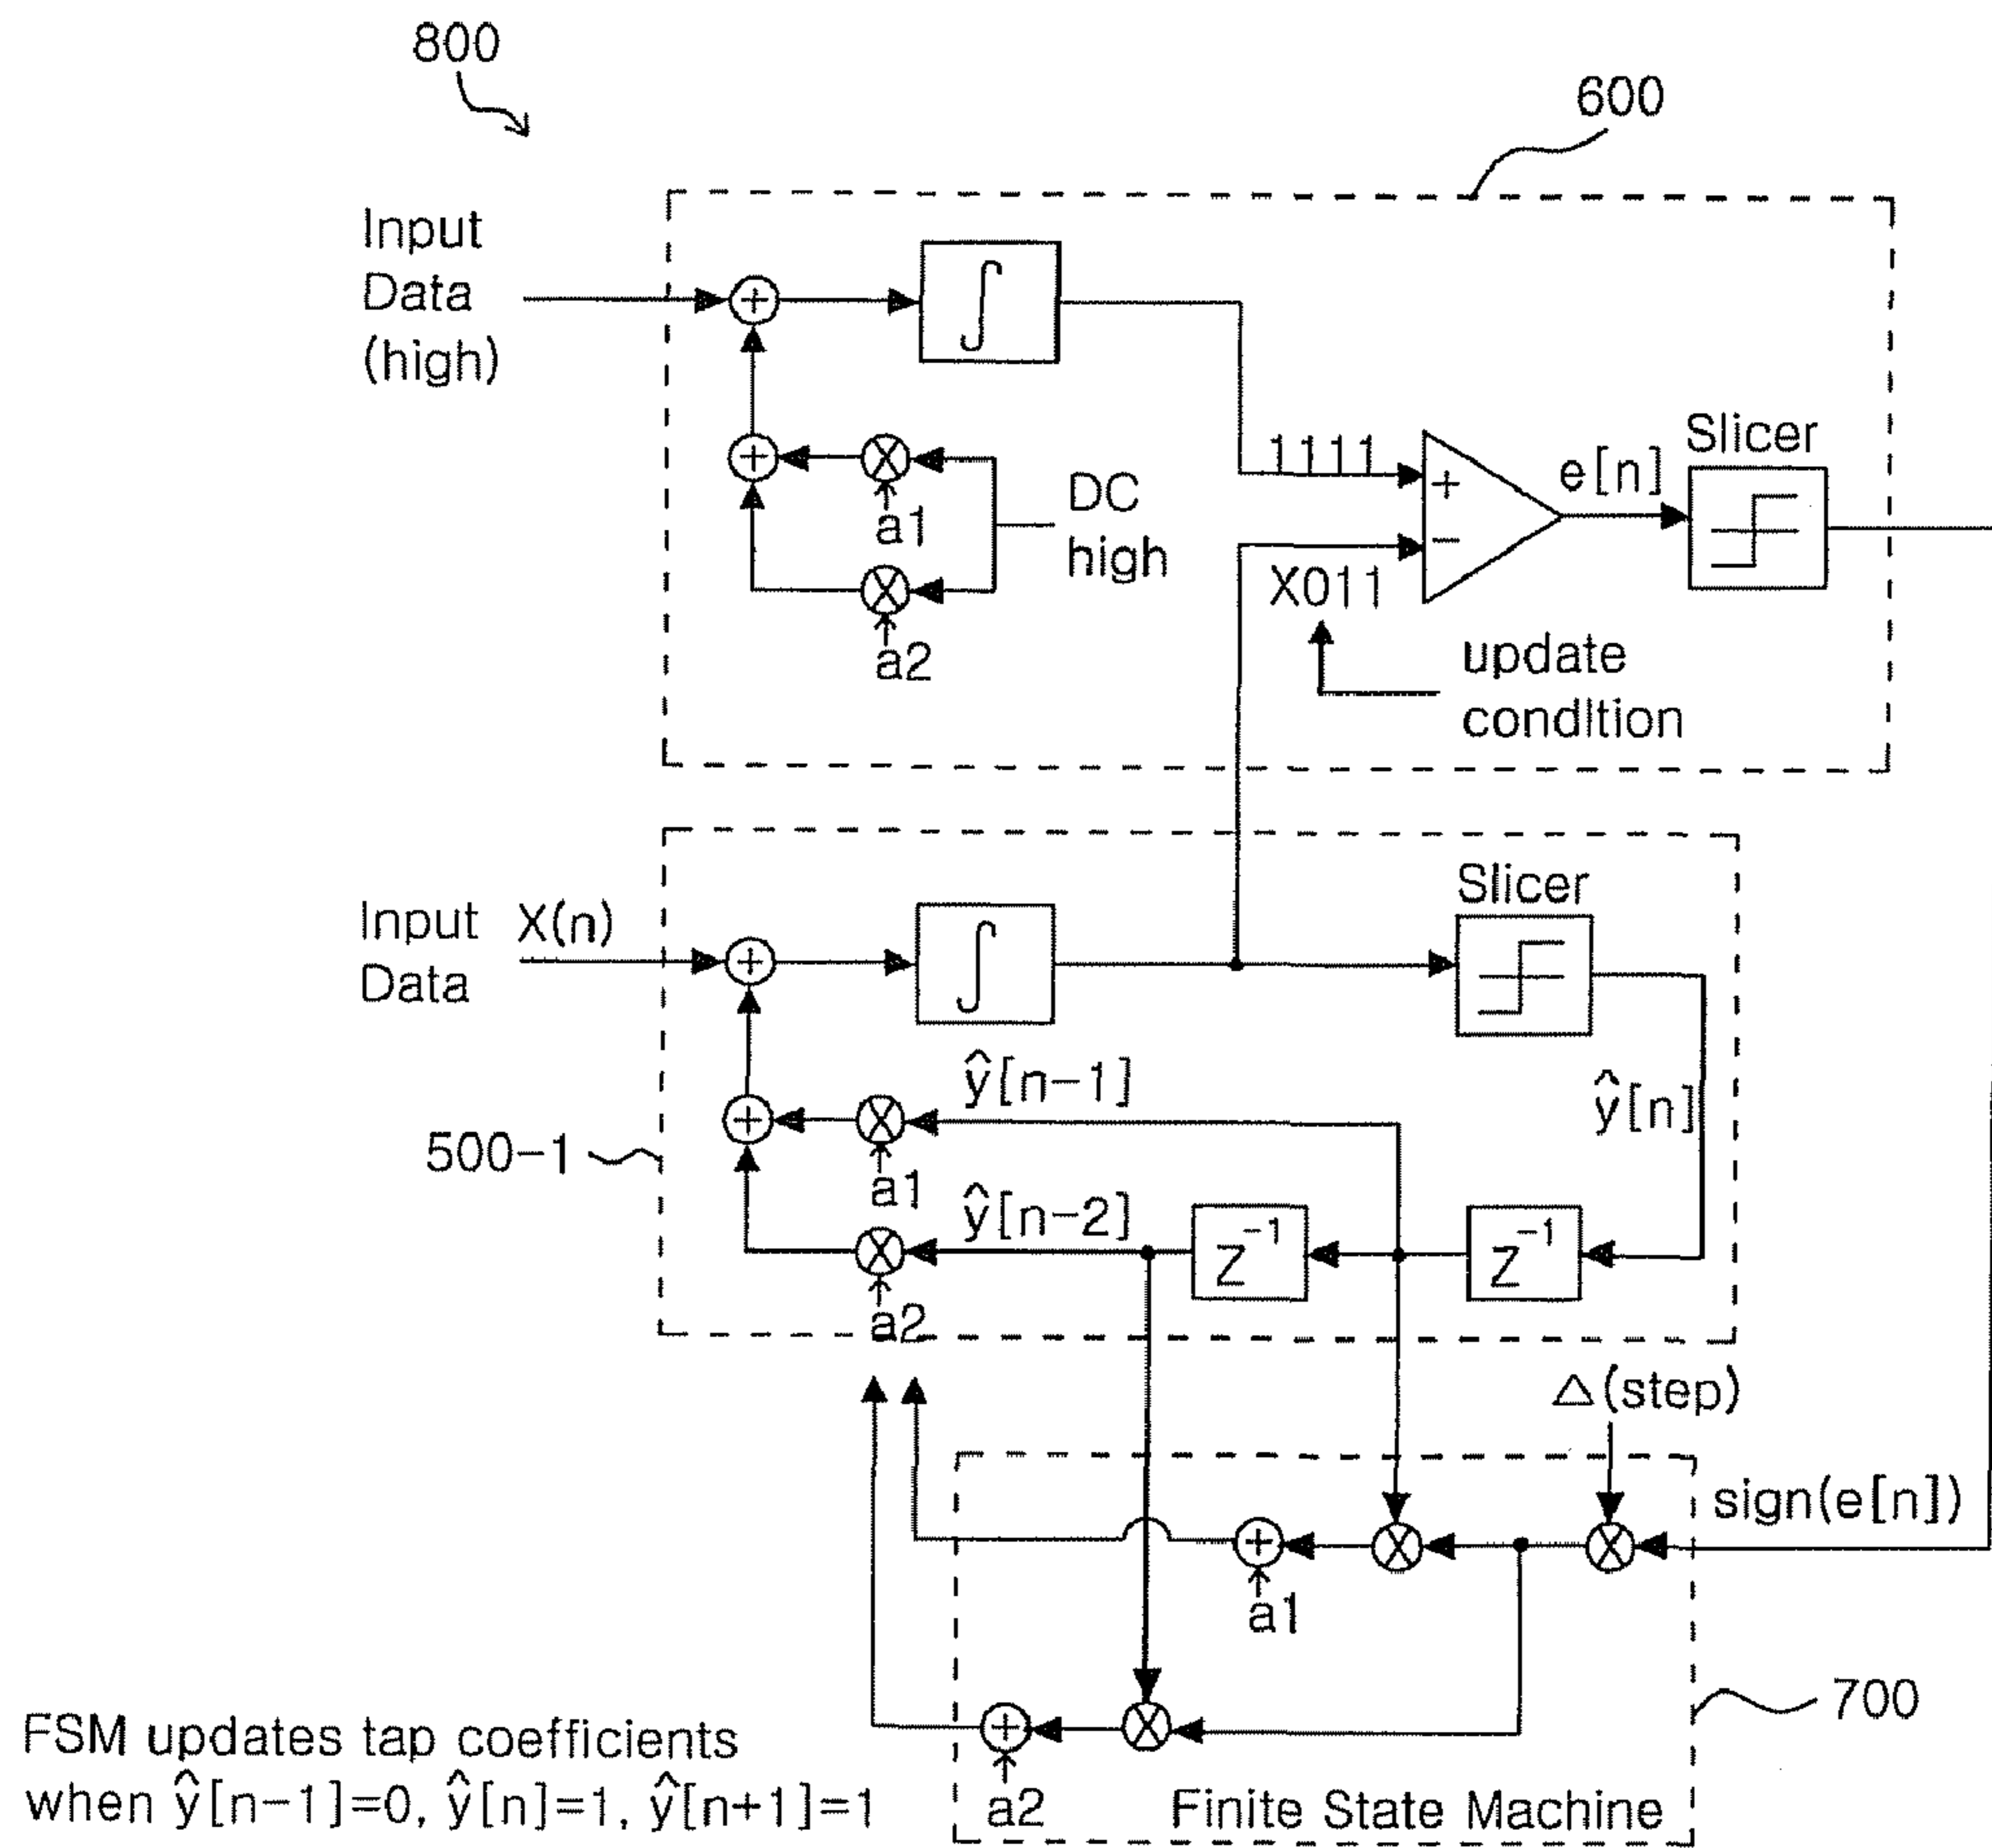 800
600
Input
Data
(high)
∫
1111
+
−
e[n]
Slicer
a1
DC
high
a2
X011
update
condItion
Input
Data
X(n)
∫
Slicer
ŷ[n-1]
ŷ[n]
500-1
a1
ŷ[n-2]
Z⁻¹
Z⁻¹
a2
△(step)
sign(e[n])
a1
700
FSM updates tap coefficients
when ŷ[n-1]=0, ŷ[n]=1, ŷ[n+1]=1
a2
Finite State Machine